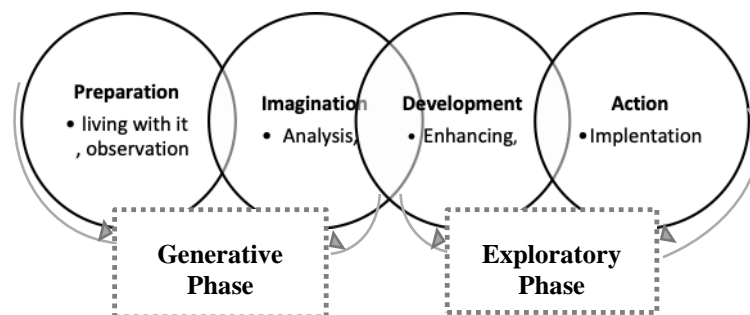 Preparation
• living with it
, observation
Imagination
• Analysis,
Development
• Enhancing,
Action
•Implentation
Generative
Phase
Exploratory
Phase